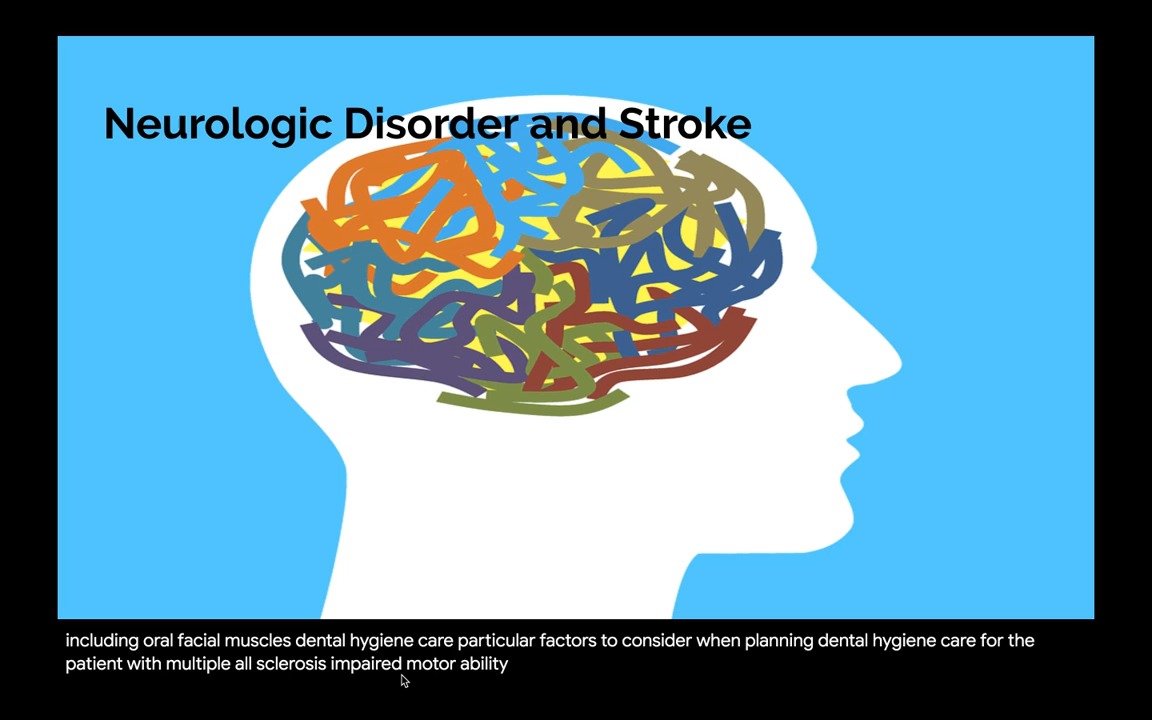 Neurologic Disorder and Stroke
including oral facial muscles dental hygiene care particular factors to consider when planning dental hygiene care for the
patient with multiple all sclerosis impaired motor ability